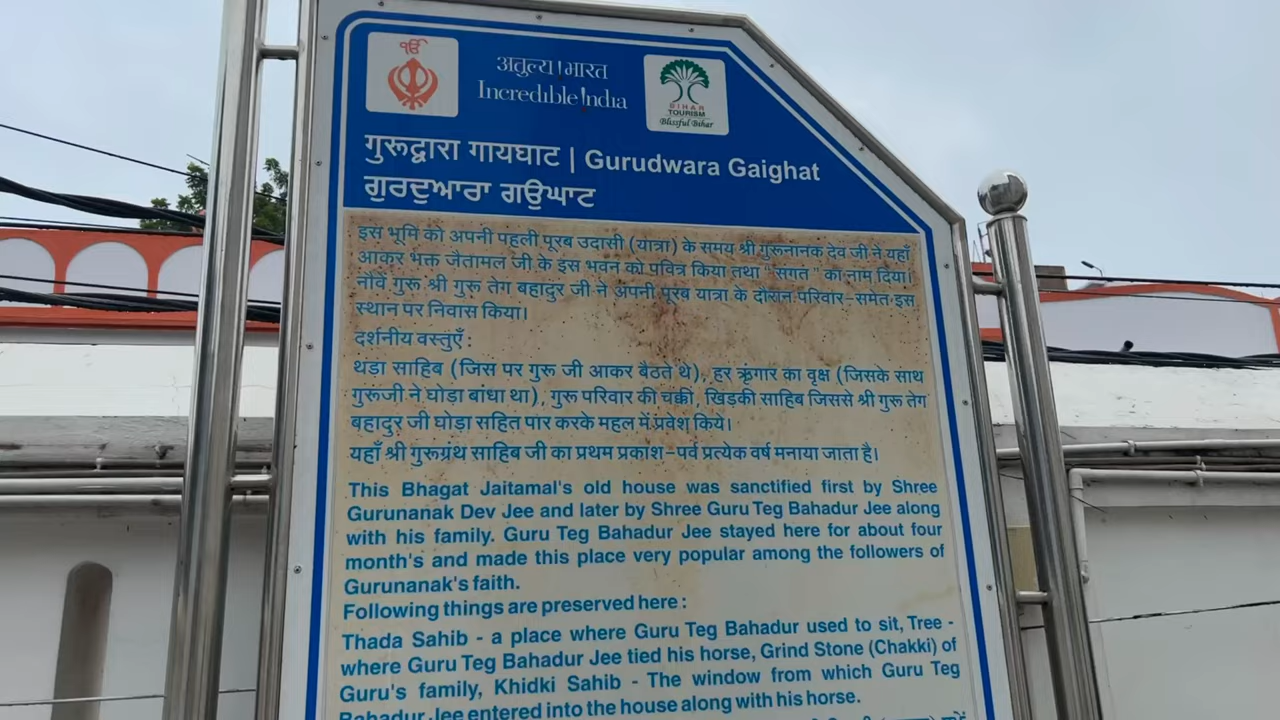 ੴ
अतुल्य!भारत
Incredible!ndia
BIHAR
TOURISM
Blissful Bihar
गुरूद्वारा गायघाट | Gurudwara Gaighat
ਗੁਰਦੁਆਰਾ ਗਊਘਾਟ
इस भूमि को अपनी पहली पूरब उदासी (यात्रा) के समय श्री गुरूनानक देव जी ने यहाँ
आकर भक्त जैतामल जी के इस भवन को पवित्र किया तथा " संगत " का नाम दिया।
नौवें गुरू श्री गुरू तेग बहादुर जी ने अपनी पूरब यात्रा के दौरान परिवार-समेत इस
स्थान पर निवास किया।
दर्शनीय वस्तुएँ :
थड़ा साहिब (जिस पर गुरू जी आकर बैठते थे), हर ऋंगार का वृक्ष (जिसके साथ
गुरूजी ने घोड़ा बांधा था), गुरू परिवार की चक्की, खिड़की साहिब जिससे श्री गुरू तेग
बहादुर जी घोड़ा सहित पार करके महल में प्रवेश किये।
यहाँ श्री गुरूग्रंथ साहिब जी का प्रथम प्रकाश-पर्व प्रत्येक वर्ष मनाया जाता है।
This Bhagat Jaitamal's old house was sanctified first by Shree
Gurunanak Dev Jee and later by Shree Guru Teg Bahadur Jee along
with his family. Guru Teg Bahadur Jee stayed here for about four
month's and made this place very popular among the followers of
Gurunanak's faith.
Following things are preserved here :
Thada Sahib - a place where Guru Teg Bahadur used to sit, Tree -
where Guru Teg Bahadur Jee tied his horse, Grind Stone (Chakki) of
Guru's family, Khidki Sahib - The window from which Guru Teg
Bahadur Jee entered into the house along with his horse.